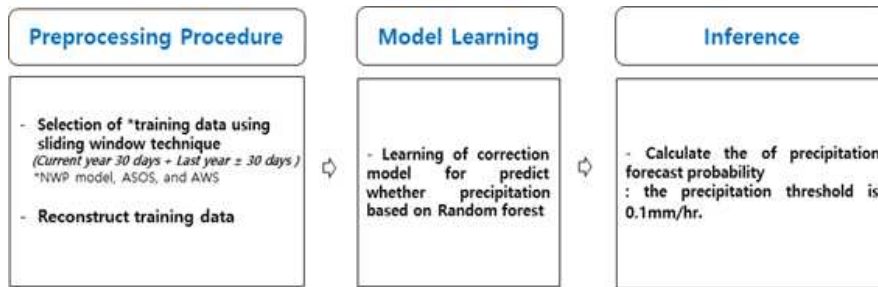 Preprocessing Procedure
Model Learning
Inference
- Selection of *training data using
sliding window technique
(Current year 30 days + Last year ± 30 days )
*NWP model, ASOS, and AWS
- Reconstruct training data
- Learning of correction
model for predict
whether precipitation
based on Random forest
- Calculate the of precipitation
forecast probability
: the precipitation threshold is
0.1mm/hr.